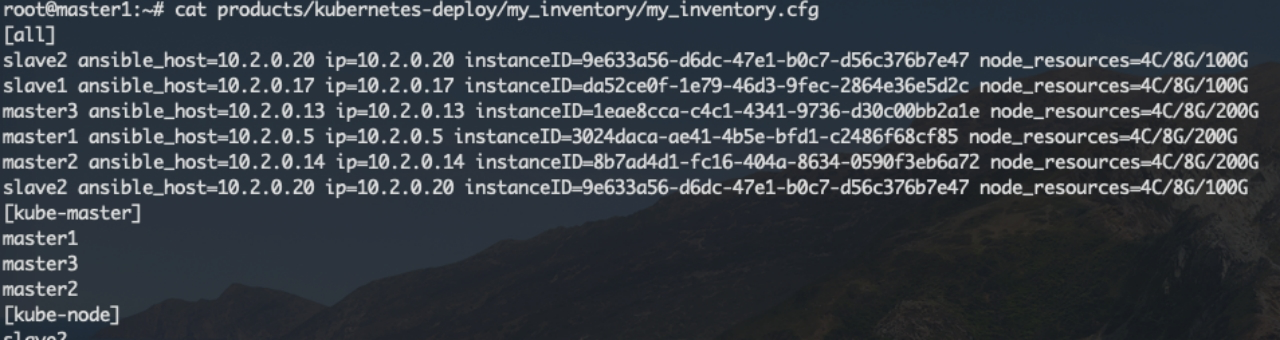 root@master1:~# cat products/kubernetes-deploy/my_inventory/my_inventory.cfg
[all]
slave2 ansible_host=10.2.0.20 ip=10.2.0.20 instanceID=9e633a56-d6dc-47e1-b0c7-d56c376b7e47 node_resources=4C/8G/100G
slave1 ansible_host=10.2.0.17 ip=10.2.0.17 instanceID=da52ce0f-1e79-46d3-9fec-2864e36e5d2c node_resources=4C/8G/100G
master3 ansible_host=10.2.0.13 ip=10.2.0.13 instanceID=1eae8cca-c4c1-4341-9736-d30c00bb2a1e node_resources=4C/8G/200G
master1 ansible_host=10.2.0.5 ip=10.2.0.5 instanceID=3024daca-ae41-4b5e-bfd1-c2486f68cf85 node_resources=4C/8G/200G
master2 ansible_host=10.2.0.14 ip=10.2.0.14 instanceID=8b7ad4d1-fc16-404a-8634-0590f3eb6a72 node_resources=4C/8G/200G
slave2 ansible_host=10.2.0.20 ip=10.2.0.20 instanceID=9e633a56-d6dc-47e1-b0c7-d56c376b7e47 node_resources=4C/8G/100G
[kube-master]
master1
master3
master2
[kube-node]
slave2